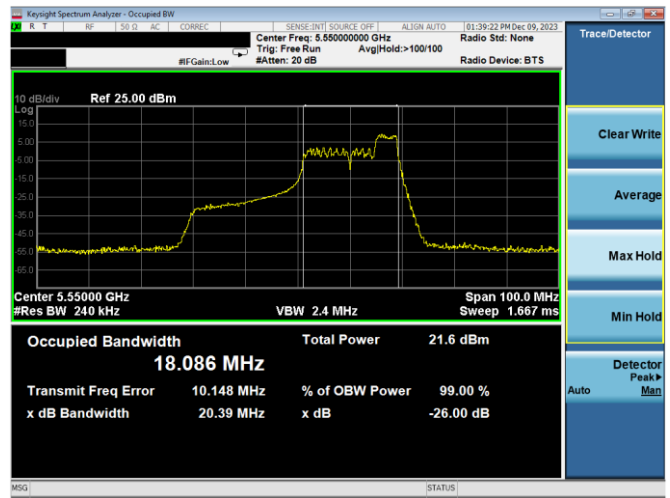 Keysight Spectrum Analyzer - Occupied BW
R T RF 50 Ω AC CORREC SENSE:INT SOURCE OFF ALIGN AUTO 01:39:22 PM Dec 09, 2023
Center Freq: 5.550000000 GHz Radio Std: None
Trig: Free Run Avg|Hold:>100/100
#IFGain:Low #Atten: 20 dB Radio Device: BTS
Trace/Detector
10 dB/div Ref 25.00 dBm
Log
15.0
5.00
-5.00
-15.0
-25.0
-35.0
-45.0
-55.0
-65.0
Center 5.55000 GHz Span 100.0 MHz
#Res BW 240 kHz VBW 2.4 MHz Sweep 1.667 ms
Occupied Bandwidth Total Power 21.6 dBm
18.086 MHz
Transmit Freq Error 10.148 MHz % of OBW Power 99.00 %
x dB Bandwidth 20.39 MHz x dB -26.00 dB
Clear Write
Average
Max Hold
Min Hold
Detector
Peak▶
Auto Man
MSG STATUS